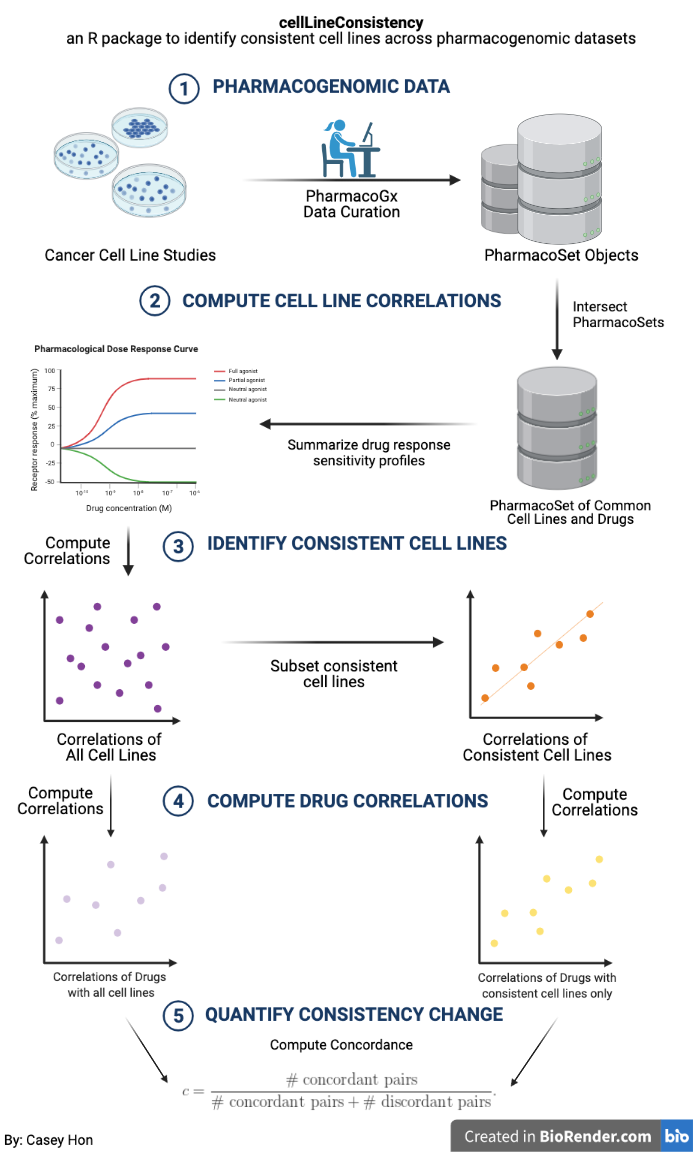 cellLineConsistency
an R package to identify consistent cell lines across pharmacogenomic datasets
1 PHARMACOGENOMIC DATA
PharmacoGx
Data Curation
Cancer Cell Line Studies
PharmacoSet Objects
2 COMPUTE CELL LINE CORRELATIONS
Intersect
PharmacoSets
Pharmacological Dose Response Curve
Full agonist
Partial agonist
Neutral agonist
Neutral agonist
Receptor response (% maximum)
100
75
50
25
0
-25
-50
10⁻⁹
10⁻⁸
10⁻⁷
Drug concentration (M)
Summarize drug response
sensitivity profiles
PharmacoSet of Common
Cell Lines and Drugs
Compute
Correlations
3 IDENTIFY CONSISTENT CELL LINES
Subset consistent
cell lines
Correlations of
All Cell Lines
Correlations of
Consistent Cell Lines
Compute
Correlations
4 COMPUTE DRUG CORRELATIONS
Compute
Correlations
Correlations of Drugs
with all cell lines
Correlations of Drugs with
consistent cell lines only
5 QUANTIFY CONSISTENCY CHANGE
Compute Concordance
c = # concordant pairs / # concordant pairs + # discordant pairs.
By: Casey Hon
Created in BioRender.com bio